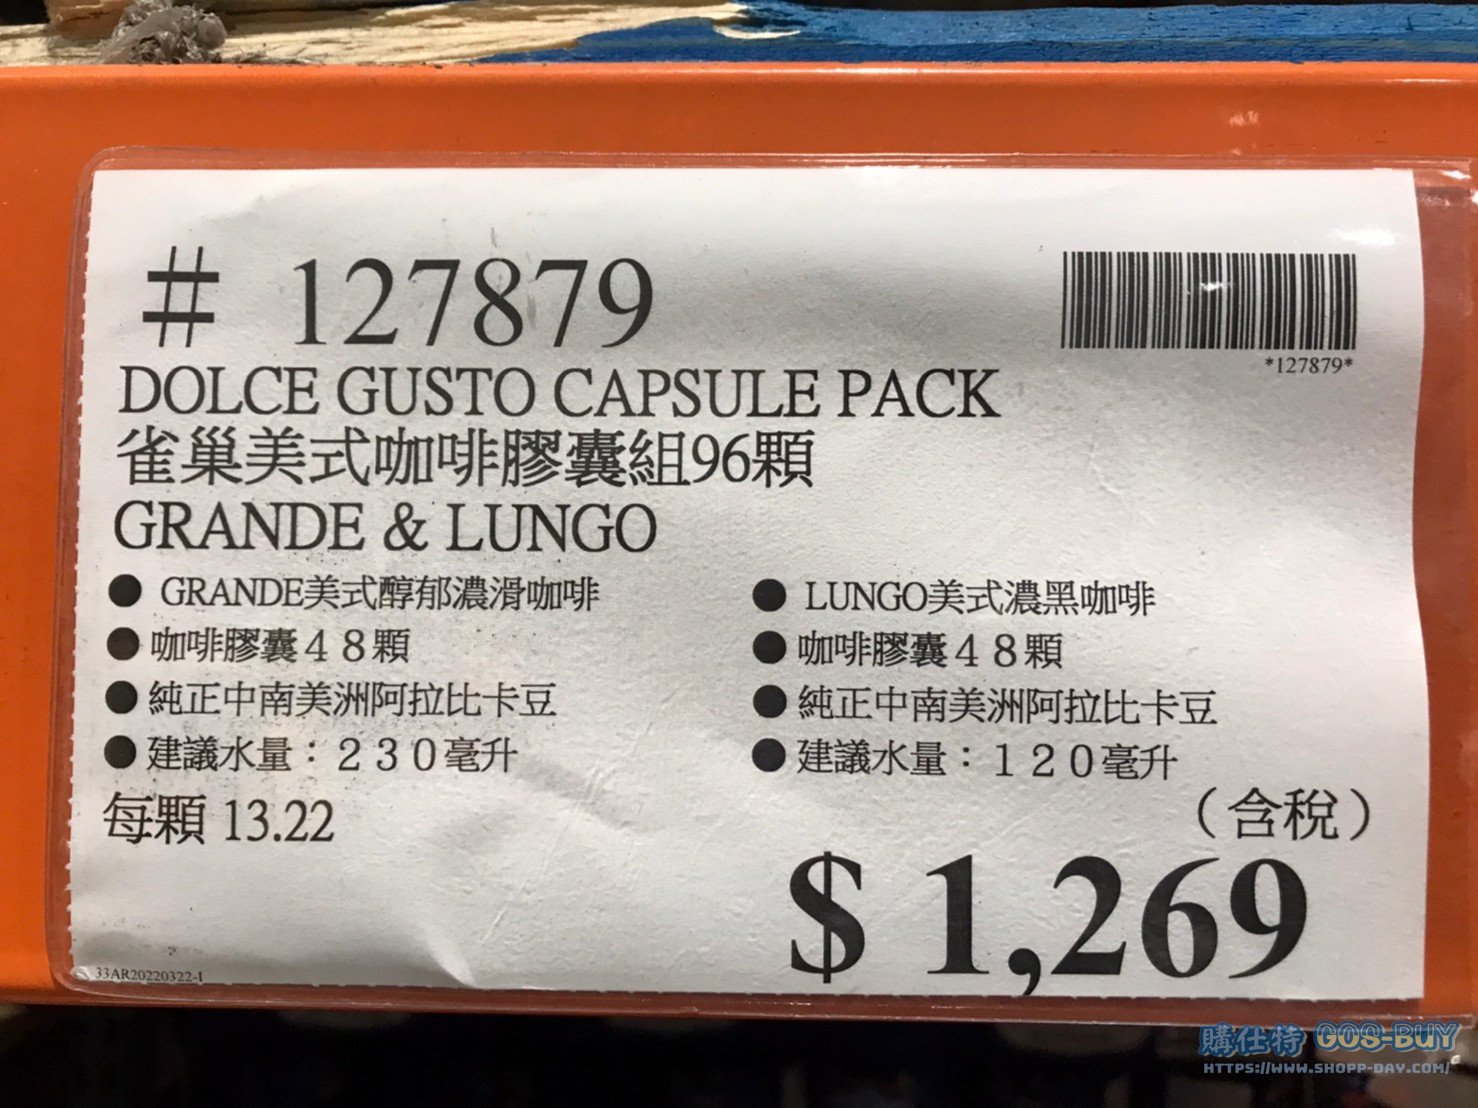 # 127879
*127879*
DOLCE GUSTO CAPSULE PACK
雀巢美式咖啡膠囊組96顆
GRANDE & LUNGO
● GRANDE美式醇郁濃滑咖啡
● 咖啡膠囊４８顆
● 純正中南美洲阿拉比卡豆
● 建議水量：２３０毫升
● LUNGO美式濃黑咖啡
● 咖啡膠囊４８顆
● 純正中南美洲阿拉比卡豆
● 建議水量：１２０毫升
每顆 13.22
（含稅）
$ 1,269
33AR20220322-1
購仕特 GOS-BUY
HTTPS://WWW.SHOPP-DAY.COM/